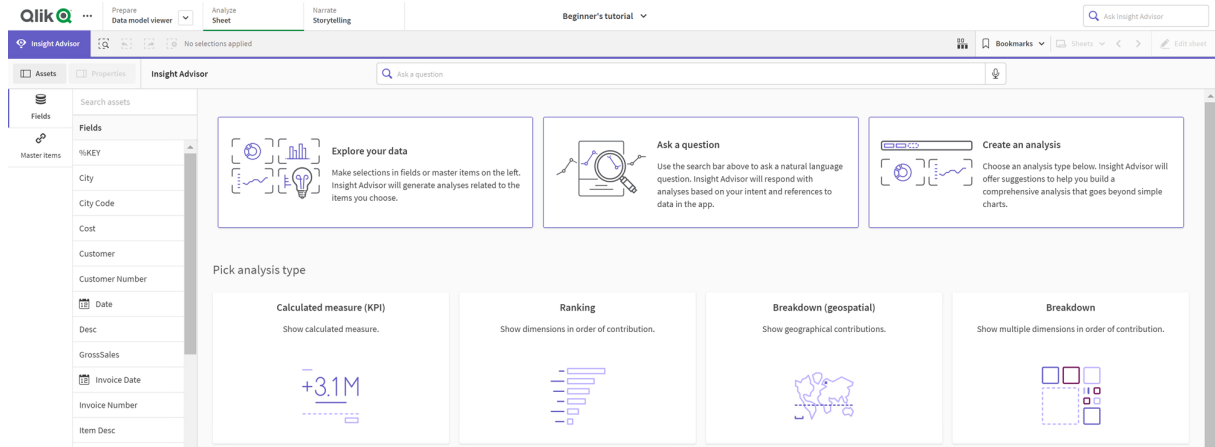 Qlik
Prepare
Data model viewer
Analyze
Sheet
Narrate
Storytelling
Beginner's tutorial
Ask Insight Advisor
Insight Advisor
No selections applied
Bookmarks
Sheets
Edit sheet
Assets
Properties
Insight Advisor
Ask a question
Fields
Master items
Search assets
Fields
%KEY
City
City Code
Cost
Customer
Customer Number
Date
Desc
GrossSales
Invoice Date
Invoice Number
Item Desc
Explore your data
Make selections in fields or master items on the left.
Insight Advisor will generate analyses related to the
items you choose.
Ask a question
Use the search bar above to ask a natural language
question. Insight Advisor will respond with
analyses based on your intent and references to
data in the app.
Create an analysis
Choose an analysis type below. Insight Advisor will
offer suggestions to help you build a
comprehensive analysis that goes beyond simple
charts.
Pick analysis type
Calculated measure (KPI)
Show calculated measure.
+3.1M
Ranking
Show dimensions in order of contribution.
Breakdown (geospatial)
Show geographical contributions.
Breakdown
Show multiple dimensions in order of contribution.